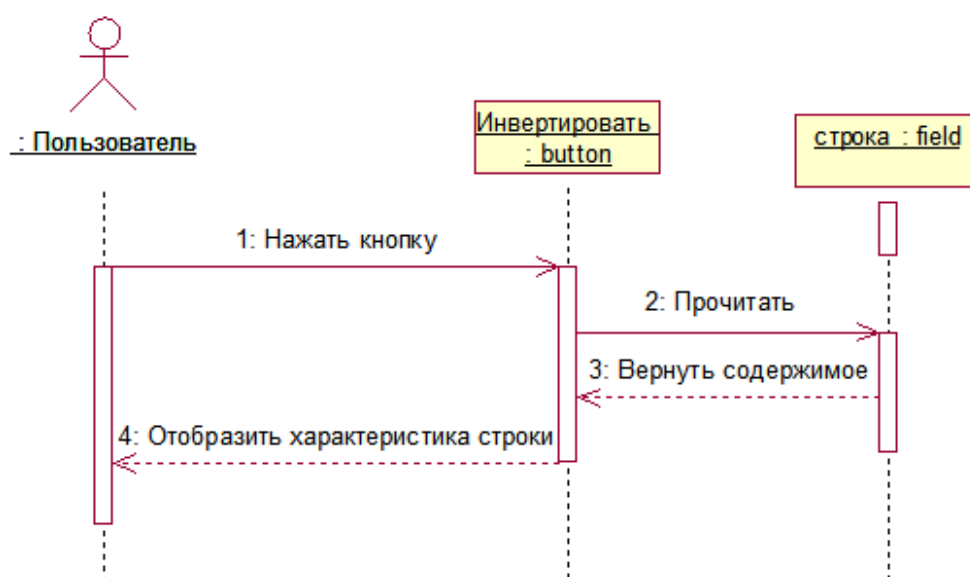 : Пользователь
Инвертировать
: button
строка : field
1: Нажать кнопку
2: Прочитать
3: Вернуть содержимое
4: Отобразить характеристика строки